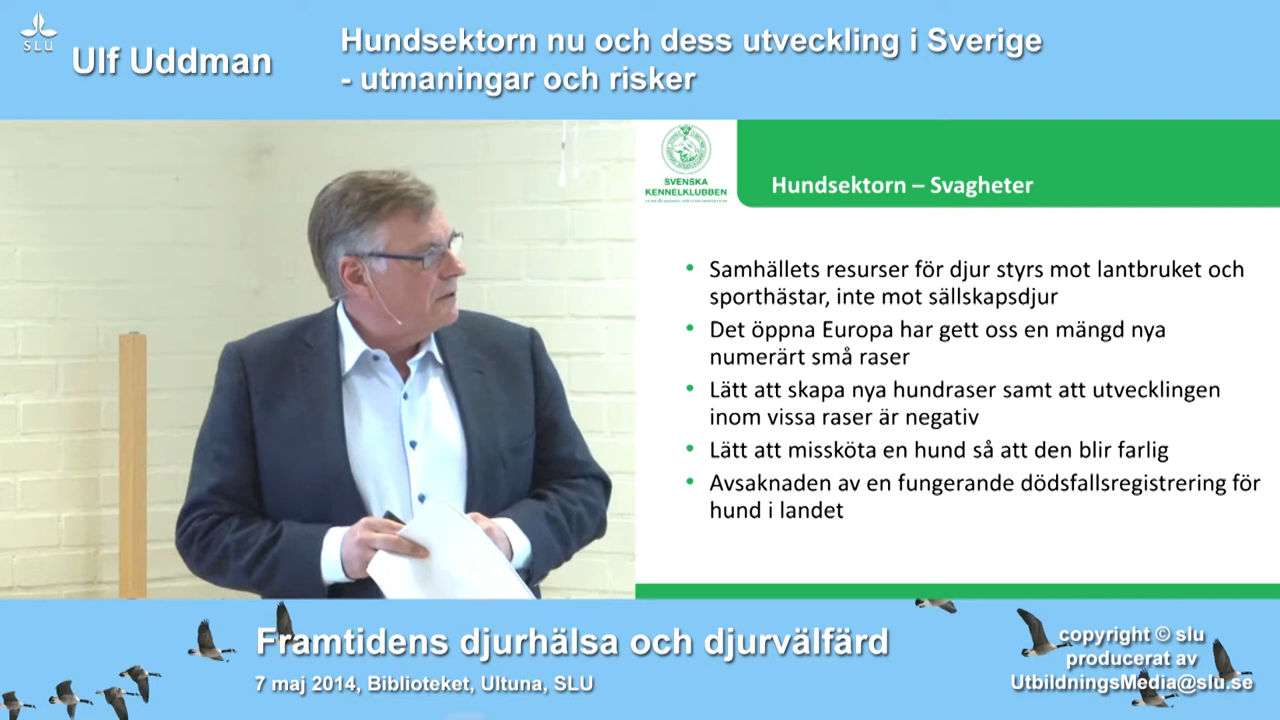 SLU
Ulf Uddman
Hundsektorn nu och dess utveckling i Sverige
- utmaningar och risker
SVENSKA
KENNELKLUBBEN
Hundsektorn – Svagheter
• Samhällets resurser för djur styrs mot lantbruket och
sporthästar, inte mot sällskapsdjur
• Det öppna Europa har gett oss en mängd nya
numerärt små raser
• Lätt att skapa nya hundraser samt att utvecklingen
inom vissa raser är negativ
• Lätt att missköta en hund så att den blir farlig
• Avsaknaden av en fungerande dödsfallsregistrering för
hund i landet
Framtidens djurhälsa och djurvälfärd
7 maj 2014, Biblioteket, Ultuna, SLU
copyright © slu
producerat av
UtbildningsMedia@slu.se